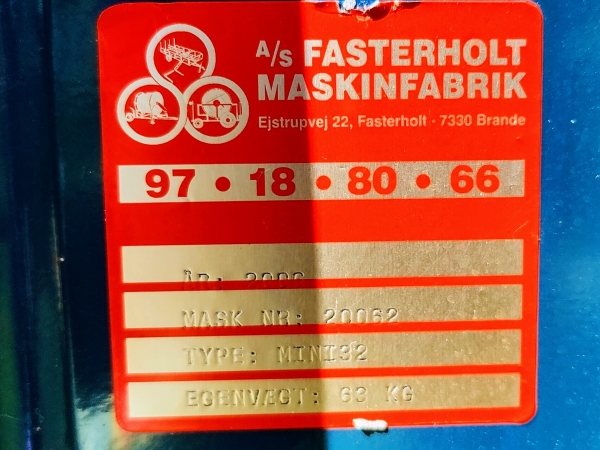 A/S FASTERHOLT
MASKINFABRIK
Ejstrupvej 22, Fasterholt · 7330 Brande
97 • 18 • 80 • 66
ÅR:
MASK NR: 20062
TYPE: MINI32
EGENVÆGT: 63 KG